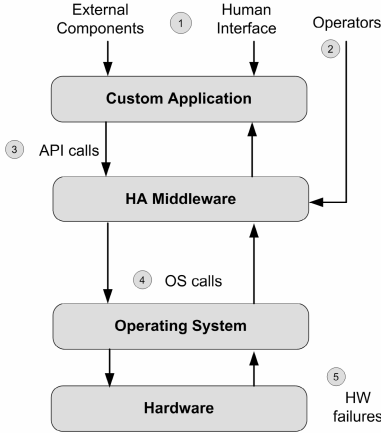 External
Components
1
Human
Interface
Operators
2
Custom Application
3
API calls
HA Middleware
4
OS calls
Operating System
5
HW
failures
Hardware